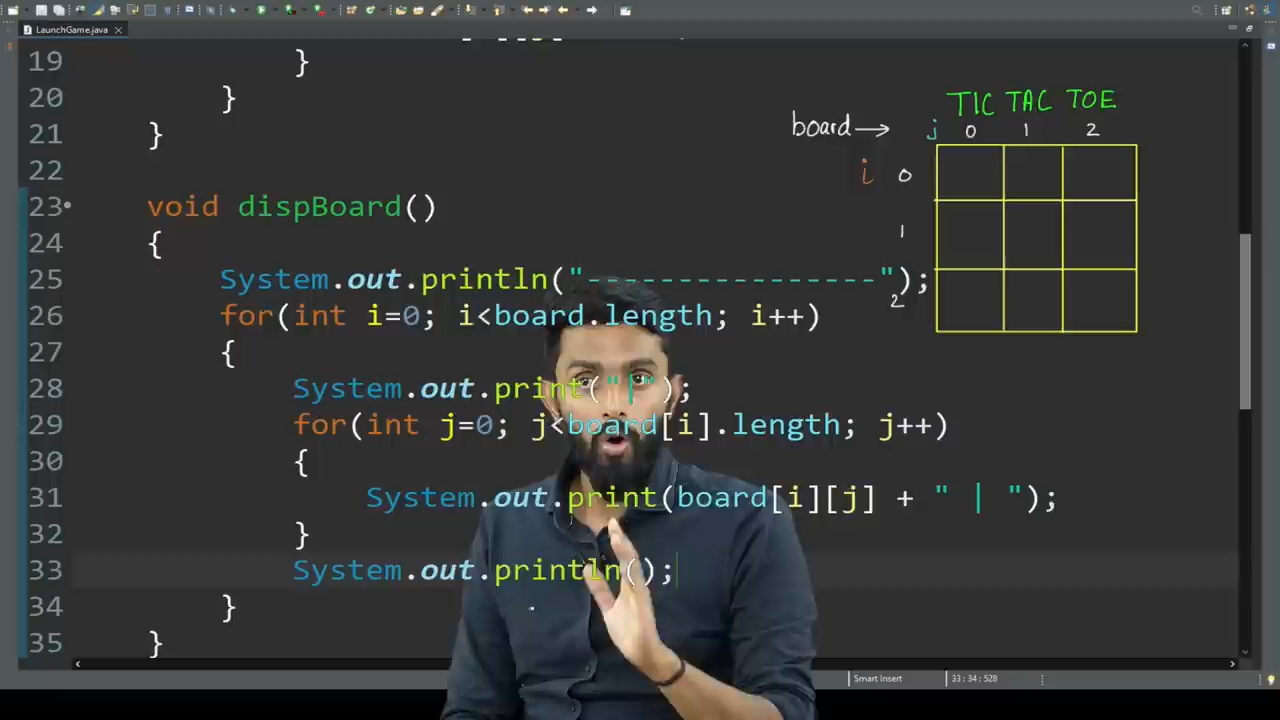 LaunchGame.java
19 }
20 }
21 }
22
23 void dispBoard()
24 {
25 System.out.println("----------------");
26 for(int i=0; i<board.length; i++)
27 {
28 System.out.print("|");
29 for(int j=0; j<board[i].length; j++)
30 {
31 System.out.print(board[i][j] + " | ");
32 }
33 System.out.println();
34 }
35 }
TIC TAC TOE
board → j 0 1 2
i 0
1
2
Smart Insert 33 : 34 : 528